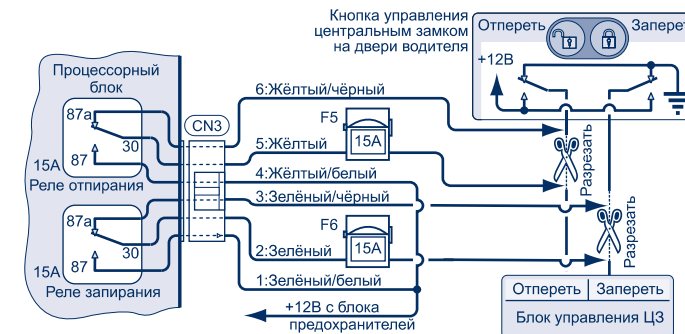 Кнопка управления
центральным замком
на двери водителя
Отпереть
Запереть
+12В
Процессорный
блок
87а
30
15А
87
Реле отпирания
87а
30
15А
87
Реле запирания
CN3
6:Жёлтый/чёрный
F5
15А
5:Жёлтый
4:Жёлтый/белый
3:Зелёный/чёрный
F6
15А
2:Зелёный
1:Зелёный/белый
+12В с блока
предохранителей
Разрезать
Разрезать
Отпереть
Запереть
Блок управления ЦЗ